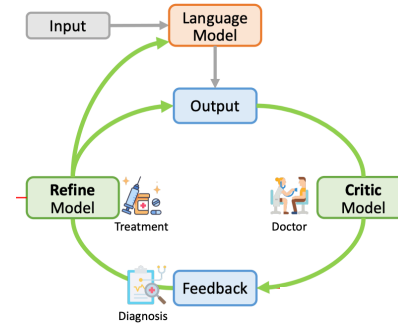 Input
Language
Model
Output
Refine
Model
Treatment
Doctor
Critic
Model
Feedback
Diagnosis